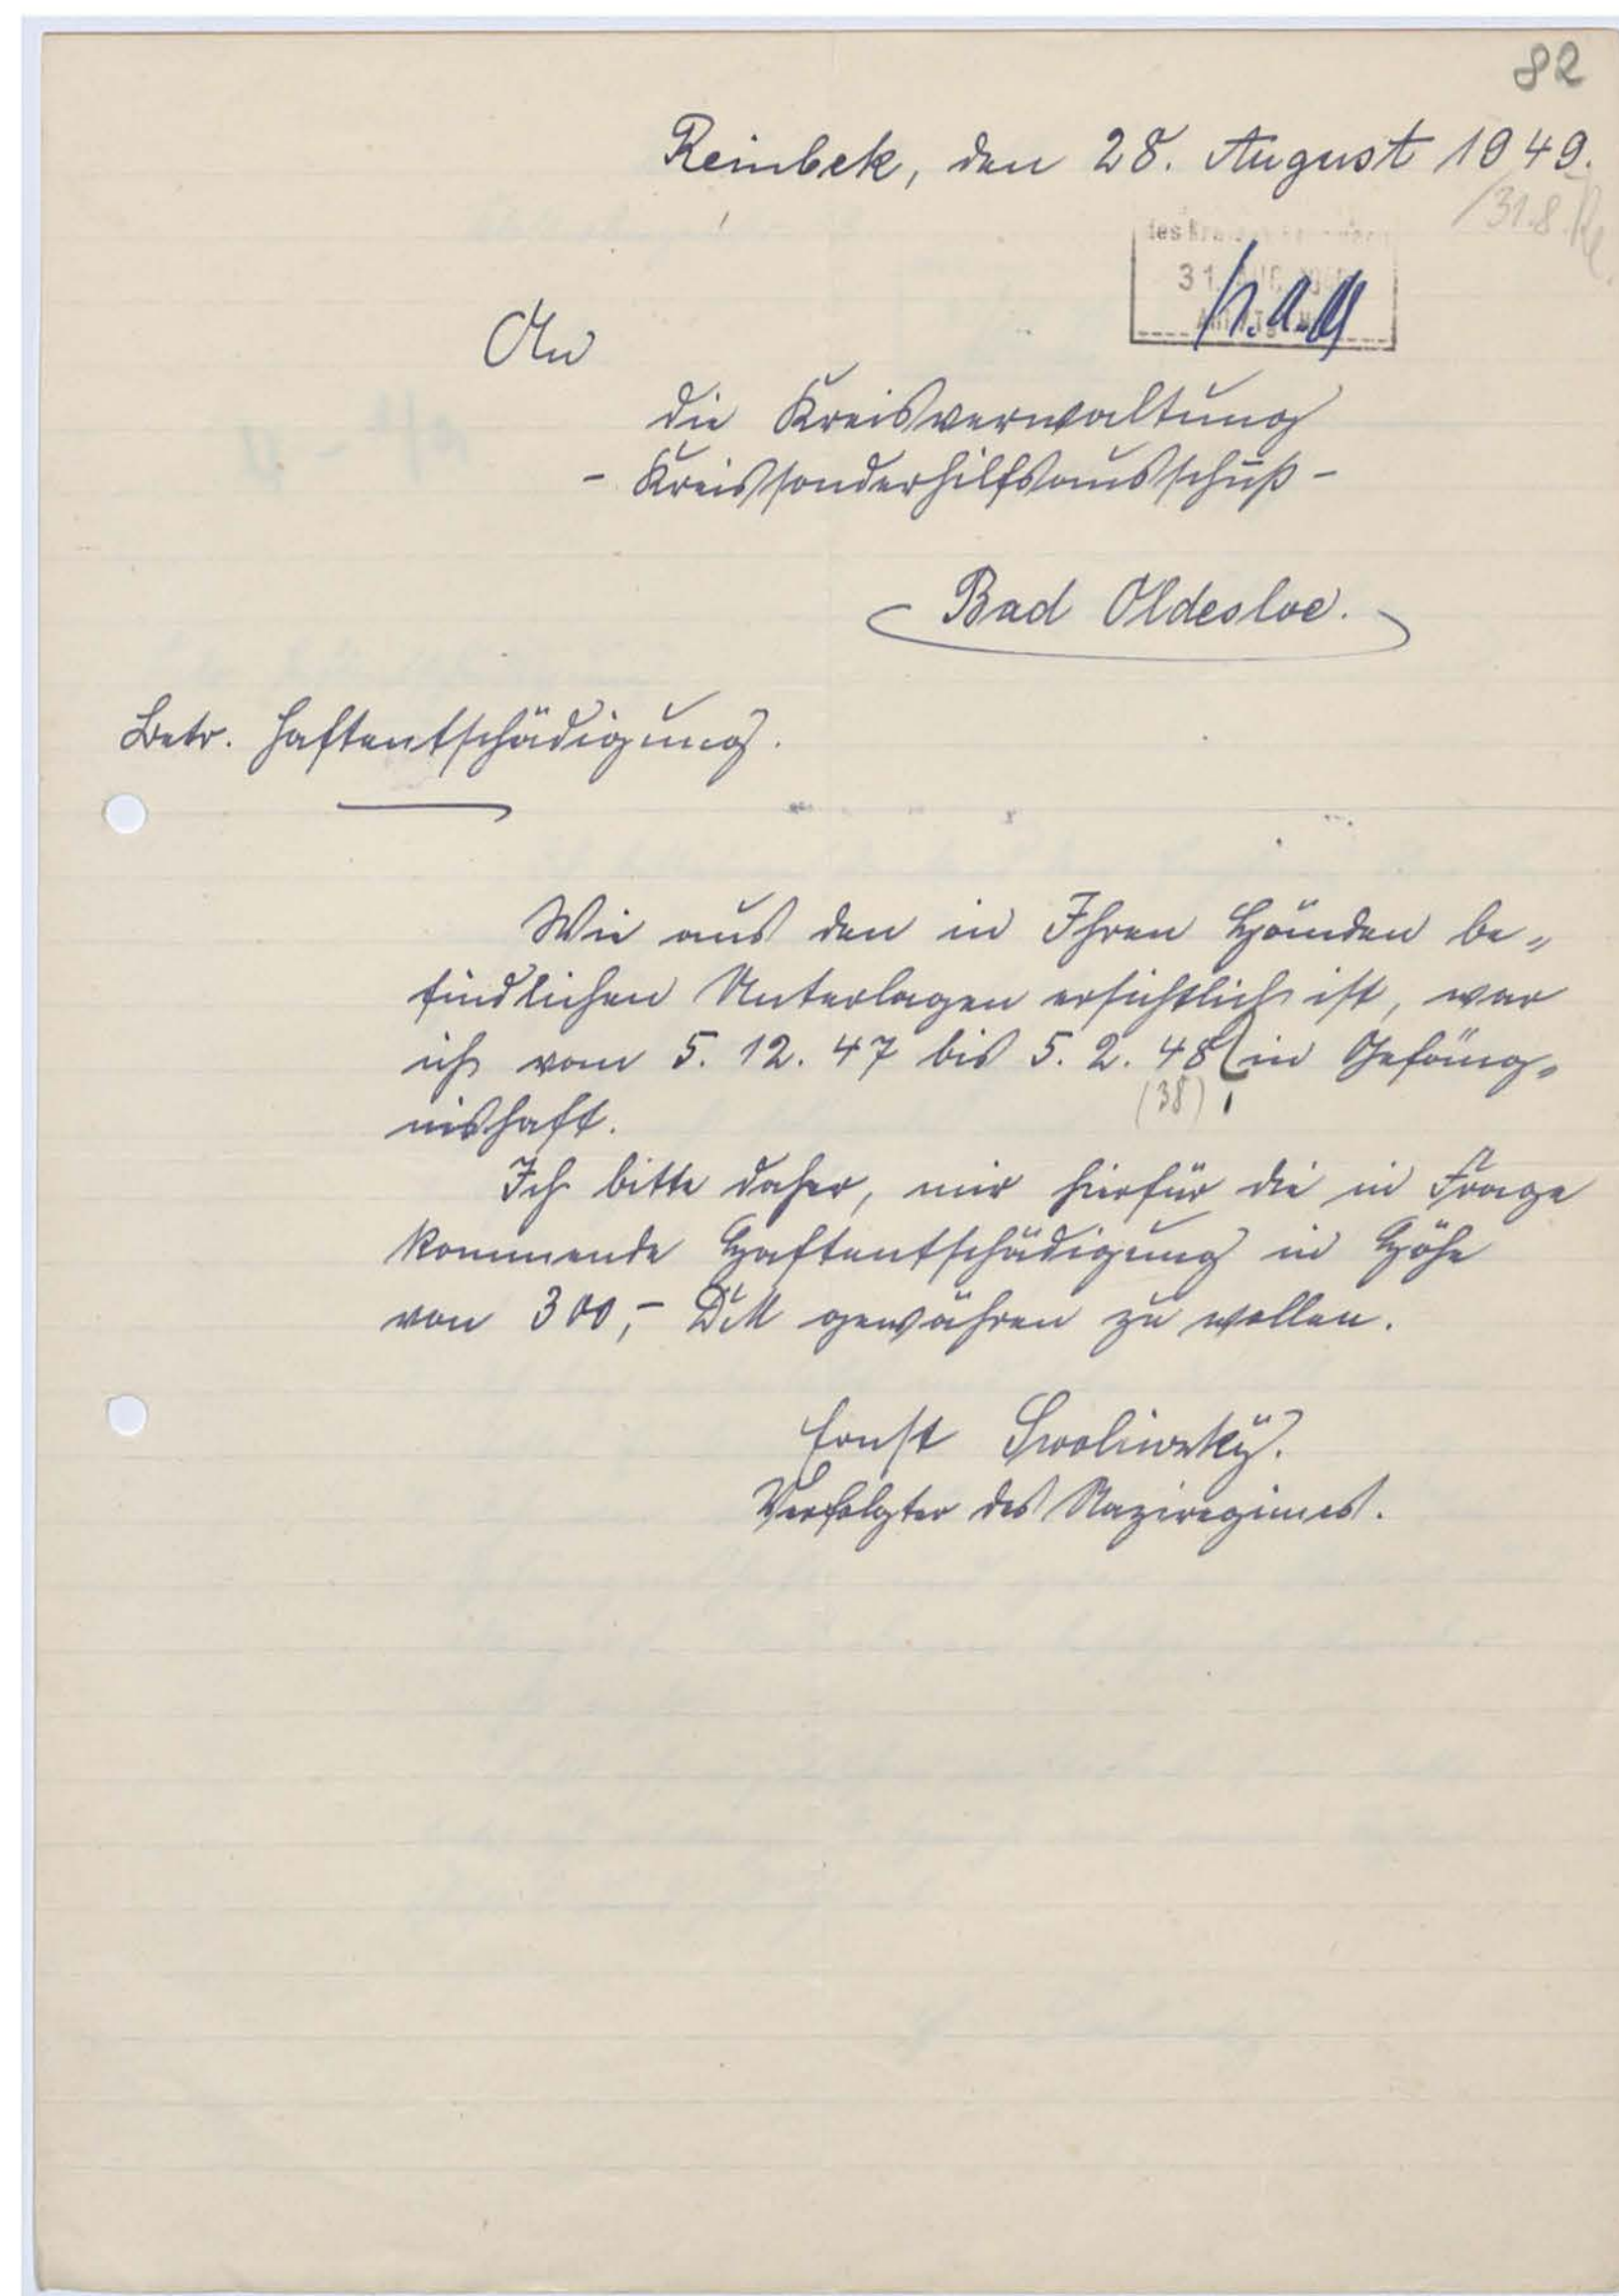 82
Reinbek, den 28. August 1949.
31.8.
31. AUG.
An
die Kreisverwaltung
- Kreissonderhilfsausschuß -
Bad Oldesloe.
Betr. Haftentschädigung.
Wie aus den in Ihren Händen be„
findlichen Unterlagen ersichtlich ist, war
ich vom 5. 12. 47 bis 5. 2. 48 in Gefäng„
(38)
nishaft.
Ich bitte daher, mir hierfür die in Frage
kommende Haftentschädigung in Höhe
von 300,- DM gewähren zu wollen.
Ernst
Verfolgter des Naziregimes.